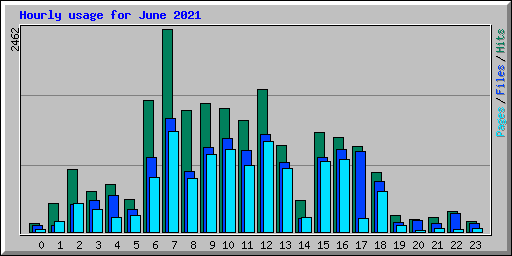 Hourly usage for June 2021
2462
Pages/Files/Hits
0 1 2 3 4 5 6 7 8 9 10 11 12 13 14 15 16 17 18 19 20 21 22 23